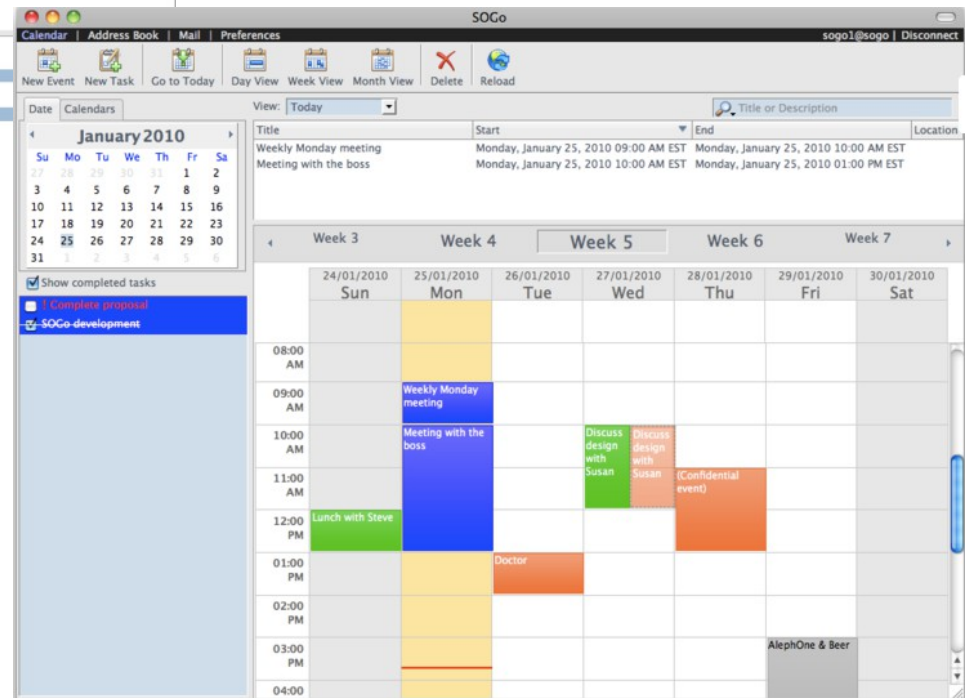 SOGo
Calendar | Address Book | Mail | Preferences
sogo1@sogo | Disconnect
New Event New Task Go to Today Day View Week View Month View Delete Reload
Date Calendars
View: Today
Title or Description
January 2010
Su Mo Tu We Th Fr Sa
27 28 29 30 31 1 2
3 4 5 6 7 8 9
10 11 12 13 14 15 16
17 18 19 20 21 22 23
24 25 26 27 28 29 30
31 1 2 3 4 5 6
Title Start End Location
Weekly Monday meeting Monday, January 25, 2010 09:00 AM EST Monday, January 25, 2010 10:00 AM EST
Meeting with the boss Monday, January 25, 2010 10:00 AM EST Monday, January 25, 2010 01:00 PM EST
Show completed tasks
! Complete proposal
SOGo development
Week 3 Week 4 Week 5 Week 6 Week 7
24/01/2010 25/01/2010 26/01/2010 27/01/2010 28/01/2010 29/01/2010 30/01/2010
Sun Mon Tue Wed Thu Fri Sat
08:00
AM
09:00
AM
Weekly Monday
meeting
10:00
AM
Meeting with the
boss
Discuss
design
with
Susan
Discuss
design
with
Susan
11:00
AM
(Confidential
event)
12:00
PM
Lunch with Steve
01:00
PM
Doctor
02:00
PM
03:00
PM
AlephOne & Beer
04:00